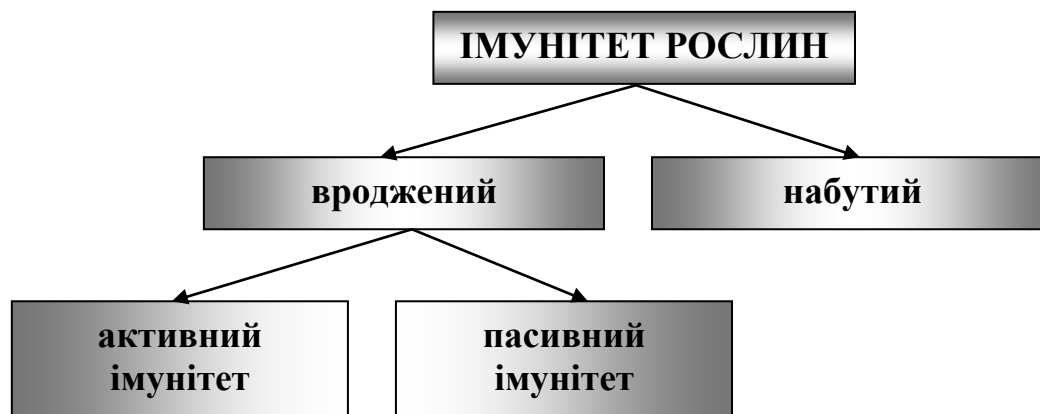 ІМУНІТЕТ РОСЛИН
вроджений
набутий
активний
імунітет
пасивний
імунітет